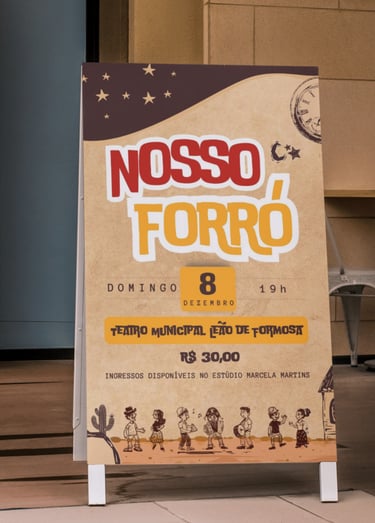 NOSSO
FORRÓ
DOMINGO 8 19h
DEZEMBRO
TEATRO MUNICIPAL LEÃO DE FORMOSA
R$ 30,00
INGRESSOS DISPONÍVEIS NO ESTÚDIO MARCELA MARTINS